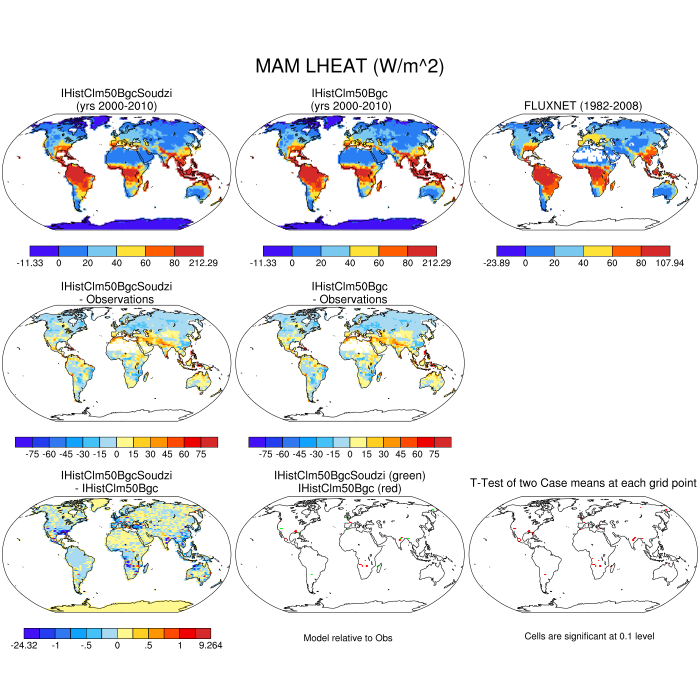 MAM LHEAT (W/m^2)
IHistClm50BgcSoudzi
(yrs 2000-2010)
IHistClm50Bgc
(yrs 2000-2010)
FLUXNET (1982-2008)
-11.33 0 20 40 60 80 212.29
-11.33 0 20 40 60 80 212.29
-23.89 0 20 40 60 80 107.94
IHistClm50BgcSoudzi
- Observations
IHistClm50Bgc
- Observations
-75 -60 -45 -30 -15 0 15 30 45 60 75
-75 -60 -45 -30 -15 0 15 30 45 60 75
IHistClm50BgcSoudzi
- IHistClm50Bgc
IHistClm50BgcSoudzi (green)
IHistClm50Bgc (red)
T-Test of two Case means at each grid point
-24.32 -1 -.5 0 .5 1 9.264
Model relative to Obs
Cells are significant at 0.1 level